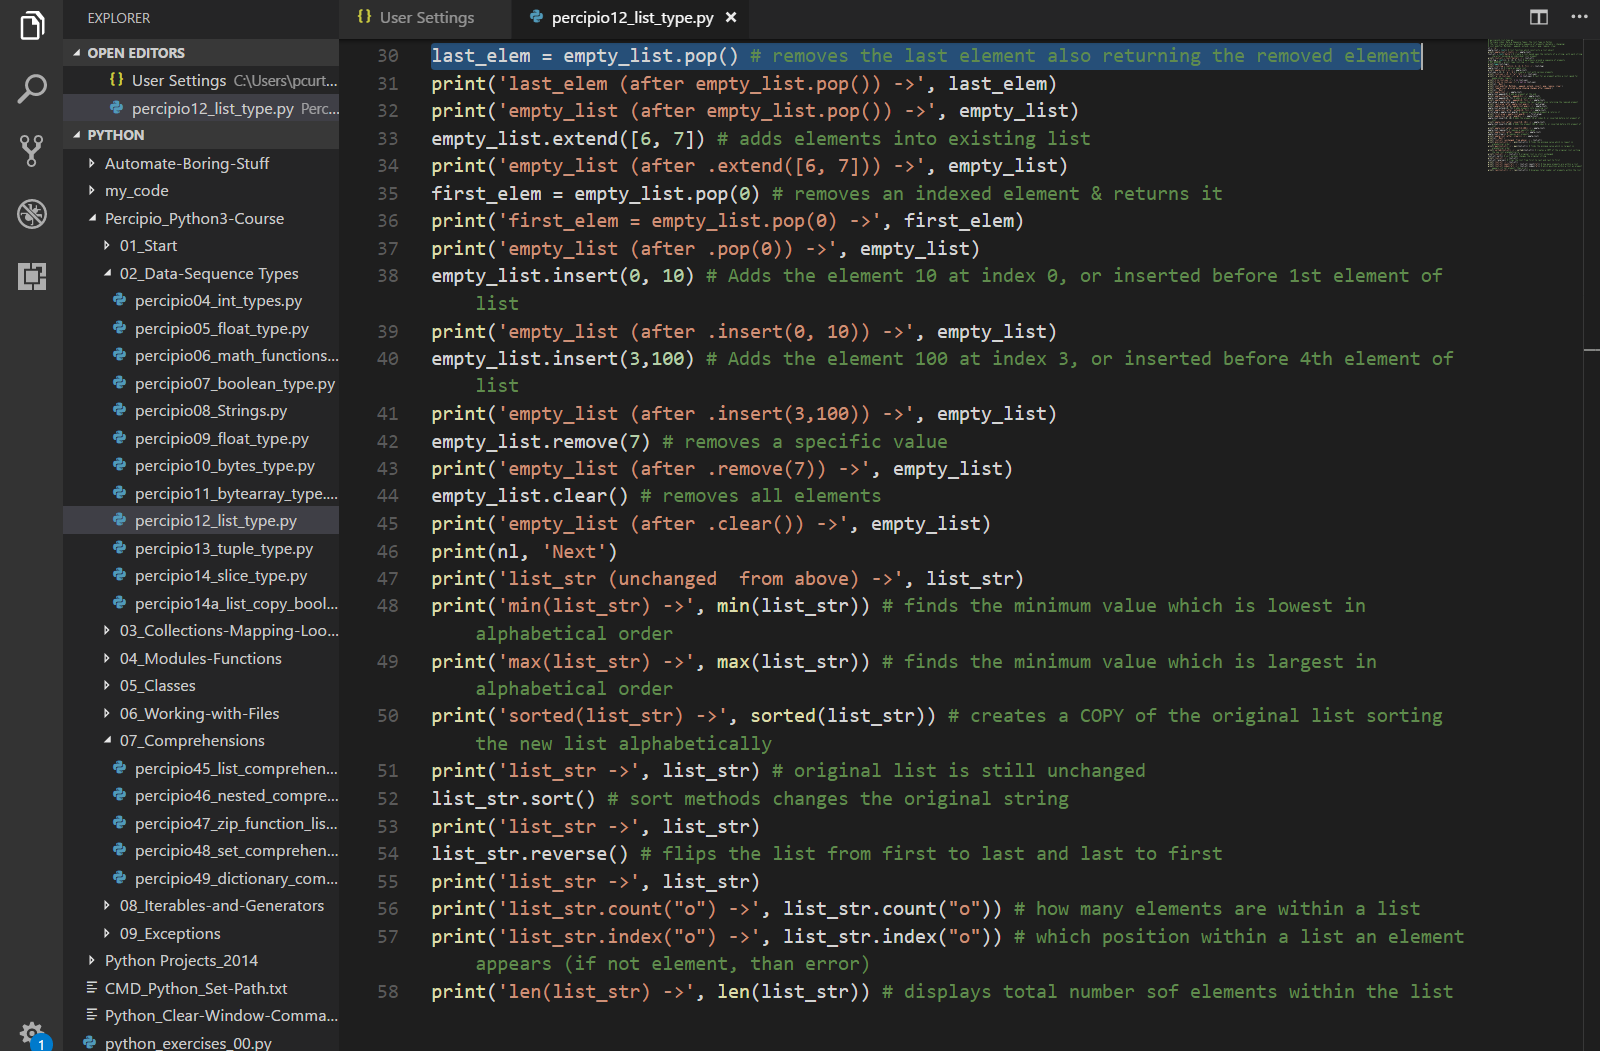 EXPLORER
OPEN EDITORS
{} User Settings C:\Users\pcurt...
percipio12_list_type.py Perc...
PYTHON
Automate-Boring-Stuff
my_code
Percipio_Python3-Course
01_Start
02_Data-Sequence Types
percipio04_int_types.py
percipio05_float_type.py
percipio06_math_functions...
percipio07_boolean_type.py
percipio08_Strings.py
percipio09_float_type.py
percipio10_bytes_type.py
percipio11_bytearray_type....
percipio12_list_type.py
percipio13_tuple_type.py
percipio14_slice_type.py
percipio14a_list_copy_bool...
03_Collections-Mapping-Loo...
04_Modules-Functions
05_Classes
06_Working-with-Files
07_Comprehensions
percipio45_list_comprehen...
percipio46_nested_compre...
percipio47_zip_function_lis...
percipio48_set_comprehen...
percipio49_dictionary_com...
08_Iterables-and-Generators
09_Exceptions
Python Projects_2014
CMD_Python_Set-Path.txt
Python_Clear-Window-Comma...
python_exercises_00.py
1
{} User Settings
percipio12_list_type.py ×
30 last_elem = empty_list.pop() # removes the last element also returning the removed element
31 print('last_elem (after empty_list.pop()) ->', last_elem)
32 print('empty_list (after empty_list.pop()) ->', empty_list)
33 empty_list.extend([6, 7]) # adds elements into existing list
34 print('empty_list (after .extend([6, 7])) ->', empty_list)
35 first_elem = empty_list.pop(0) # removes an indexed element & returns it
36 print('first_elem = empty_list.pop(0) ->', first_elem)
37 print('empty_list (after .pop(0)) ->', empty_list)
38 empty_list.insert(0, 10) # Adds the element 10 at index 0, or inserted before 1st element of
list
39 print('empty_list (after .insert(0, 10)) ->', empty_list)
40 empty_list.insert(3,100) # Adds the element 100 at index 3, or inserted before 4th element of
list
41 print('empty_list (after .insert(3,100)) ->', empty_list)
42 empty_list.remove(7) # removes a specific value
43 print('empty_list (after .remove(7)) ->', empty_list)
44 empty_list.clear() # removes all elements
45 print('empty_list (after .clear()) ->', empty_list)
46 print(nl, 'Next')
47 print('list_str (unchanged  from above) ->', list_str)
48 print('min(list_str) ->', min(list_str)) # finds the minimum value which is lowest in
alphabetical order
49 print('max(list_str) ->', max(list_str)) # finds the minimum value which is largest in
alphabetical order
50 print('sorted(list_str) ->', sorted(list_str)) # creates a COPY of the original list sorting
the new list alphabetically
51 print('list_str ->', list_str) # original list is still unchanged
52 list_str.sort() # sort methods changes the original string
53 print('list_str ->', list_str)
54 list_str.reverse() # flips the list from first to last and last to first
55 print('list_str ->', list_str)
56 print('list_str.count("o") ->', list_str.count("o")) # how many elements are within a list
57 print('list_str.index("o") ->', list_str.index("o")) # which position within a list an element
appears (if not element, than error)
58 print('len(list_str) ->', len(list_str)) # displays total number sof elements within the list